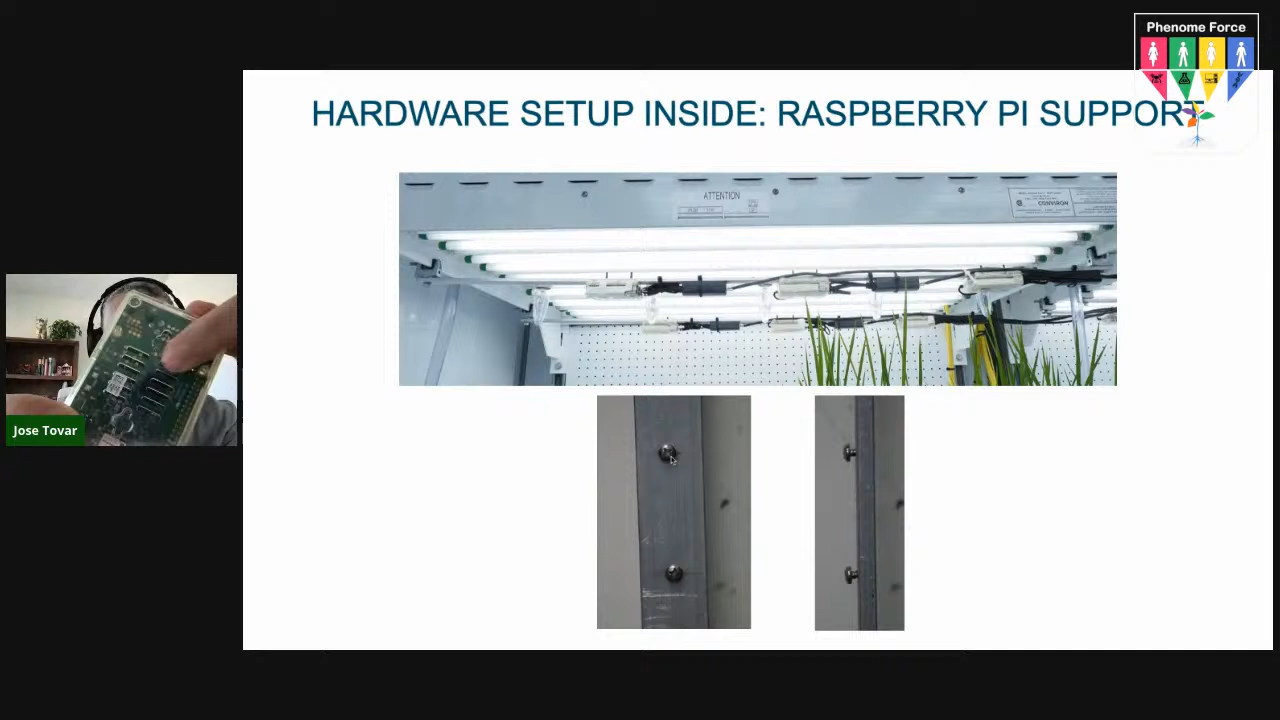 Phenome Force
HARDWARE SETUP INSIDE: RASPBERRY PI SUPPORT
ATTENTION
CONVIRON
Jose Tovar